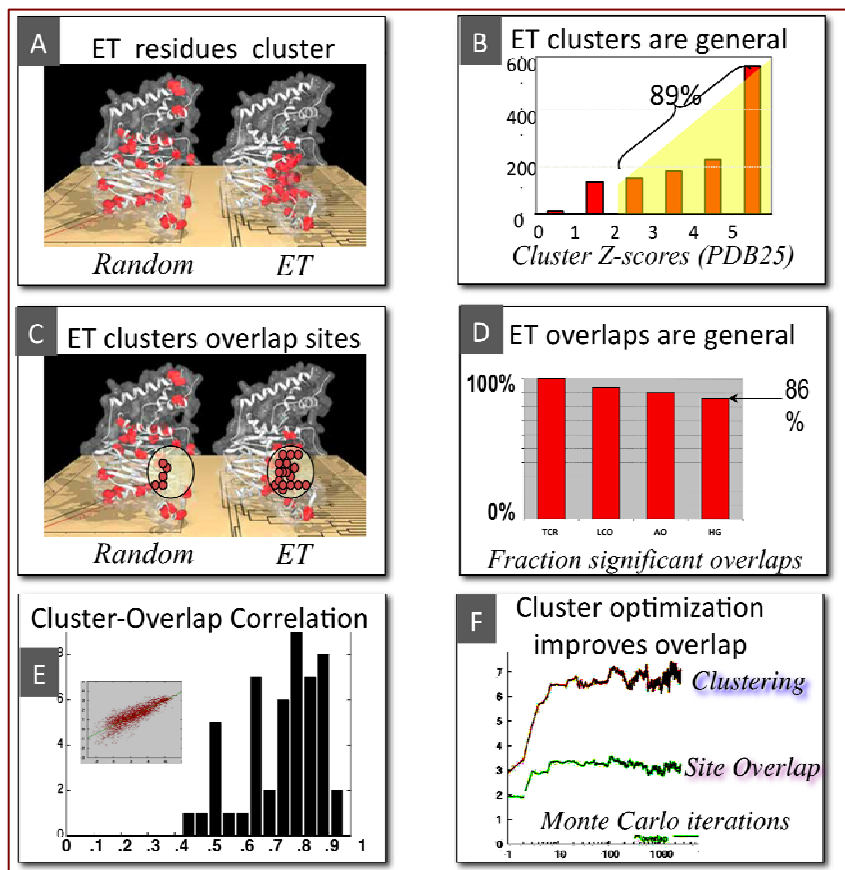 A
ET residues cluster
Random ET
B
ET clusters are general
600
400
200
0
89%
0 1 2 3 4 5
Cluster Z-scores (PDB25)
C
ET clusters overlap sites
Random ET
D
ET overlaps are general
100%
0%
86
%
TCR LCO AO HG
Fraction significant overlaps
Cluster-Overlap Correlation
E
8
6
4
2
0
0 .1 .2 .3 .4 .5 .6 .7 .8 .9 1
F
Cluster optimization
improves overlap
7
6
5
4
3
2
1
0
Clustering
Site Overlap
Monte Carlo iterations
overlap
-1 10 100 1000